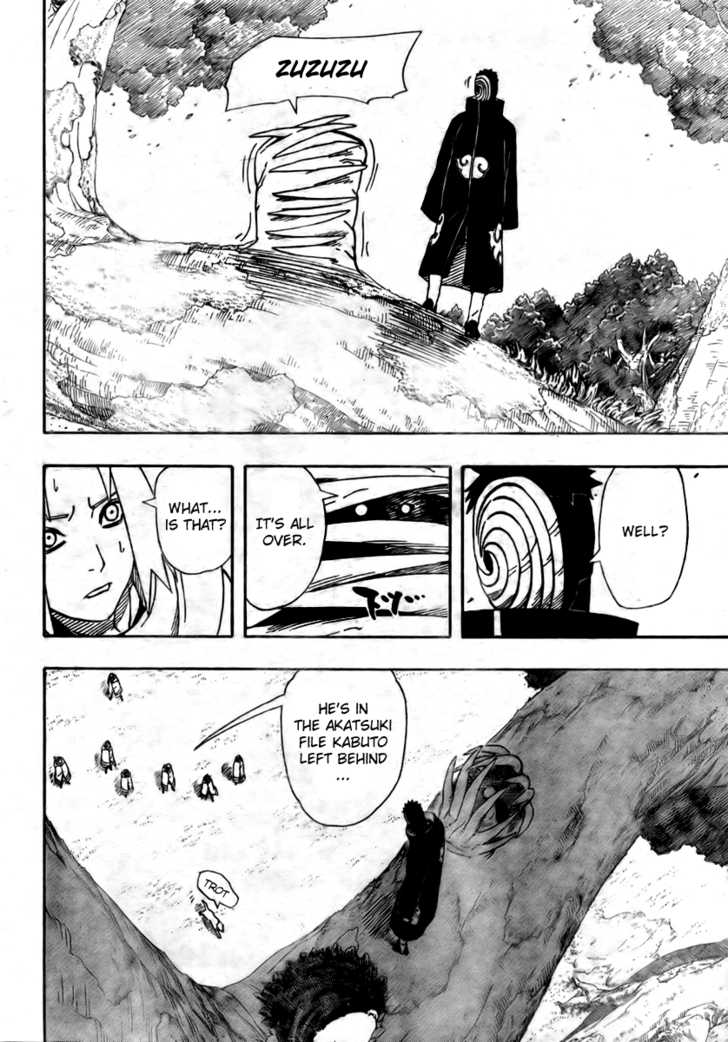 ZUZUZU
WELL?
IT'S ALL
OVER.
WHAT...
IS THAT?
HE'S IN
THE
AKATSUKI
FILE KABUTO
LEFT BEHIND
...
TROT